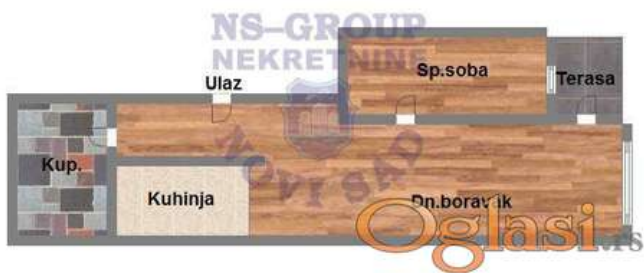 NS-GROUP
NEKRETNINE
Sp.soba
Terasa
Ulaz
NOVI SAD
Kup.
Kuhinja
Dn.boravak
Oglasi.rs